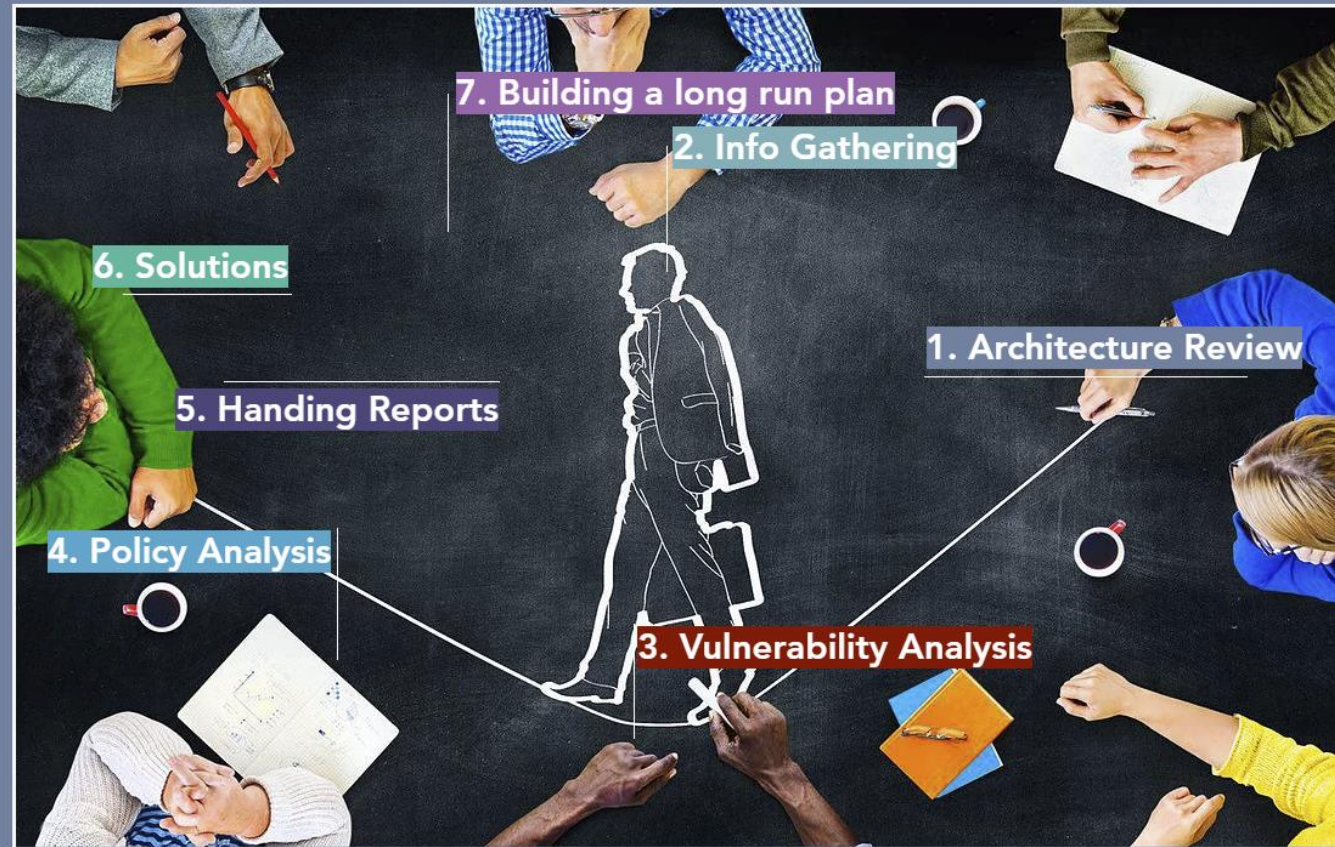 7. Building a long run plan
2. Info Gathering
6. Solutions
1. Architecture Review
5. Handing Reports
4. Policy Analysis
3. Vulnerability Analysis